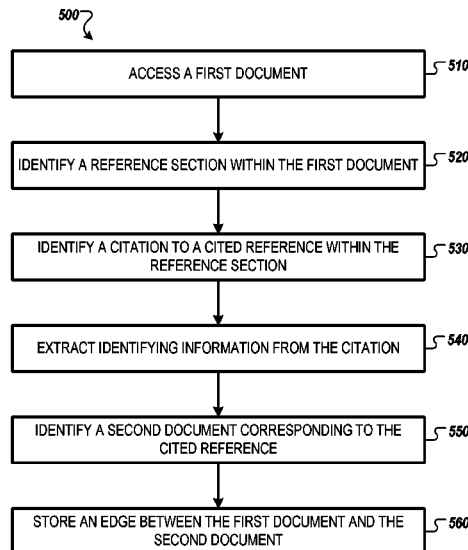 500
ACCESS A FIRST DOCUMENT
510
IDENTIFY A REFERENCE SECTION WITHIN THE FIRST DOCUMENT
520
IDENTIFY A CITATION TO A CITED REFERENCE WITHIN THE
REFERENCE SECTION
530
EXTRACT IDENTIFYING INFORMATION FROM THE CITATION
540
IDENTIFY A SECOND DOCUMENT CORRESPONDING TO THE
CITED REFERENCE
550
STORE AN EDGE BETWEEN THE FIRST DOCUMENT AND THE
SECOND DOCUMENT
560